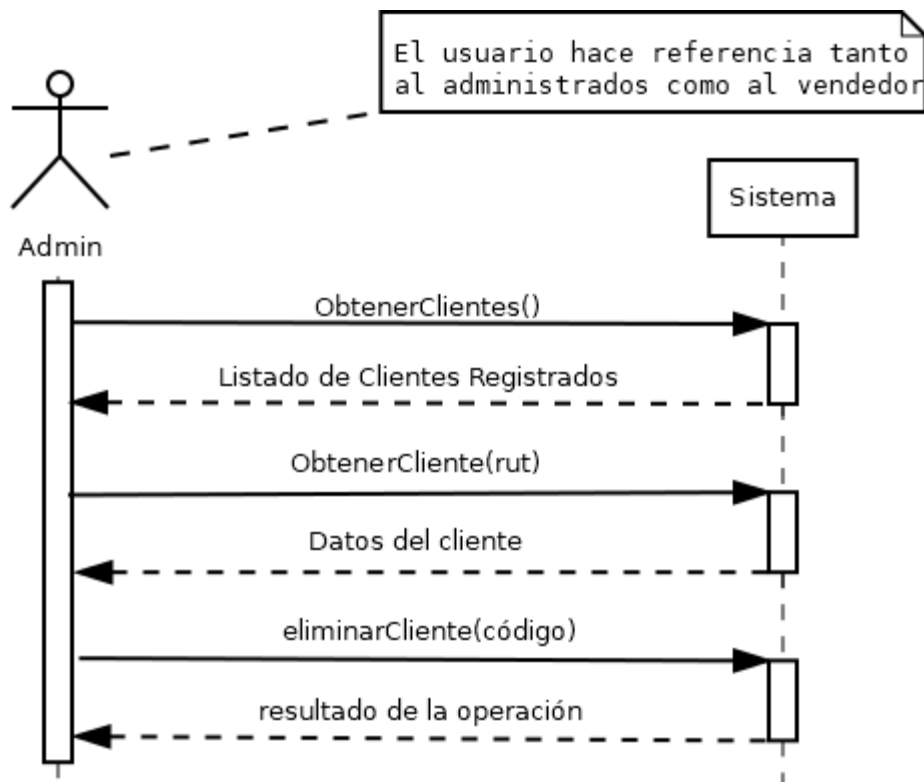 El usuario hace referencia tanto
al administrados como al vendedor
Sistema
Admin
ObtenerClientes()
Listado de Clientes Registrados
ObtenerCliente(rut)
Datos del cliente
eliminarCliente(código)
resultado de la operación